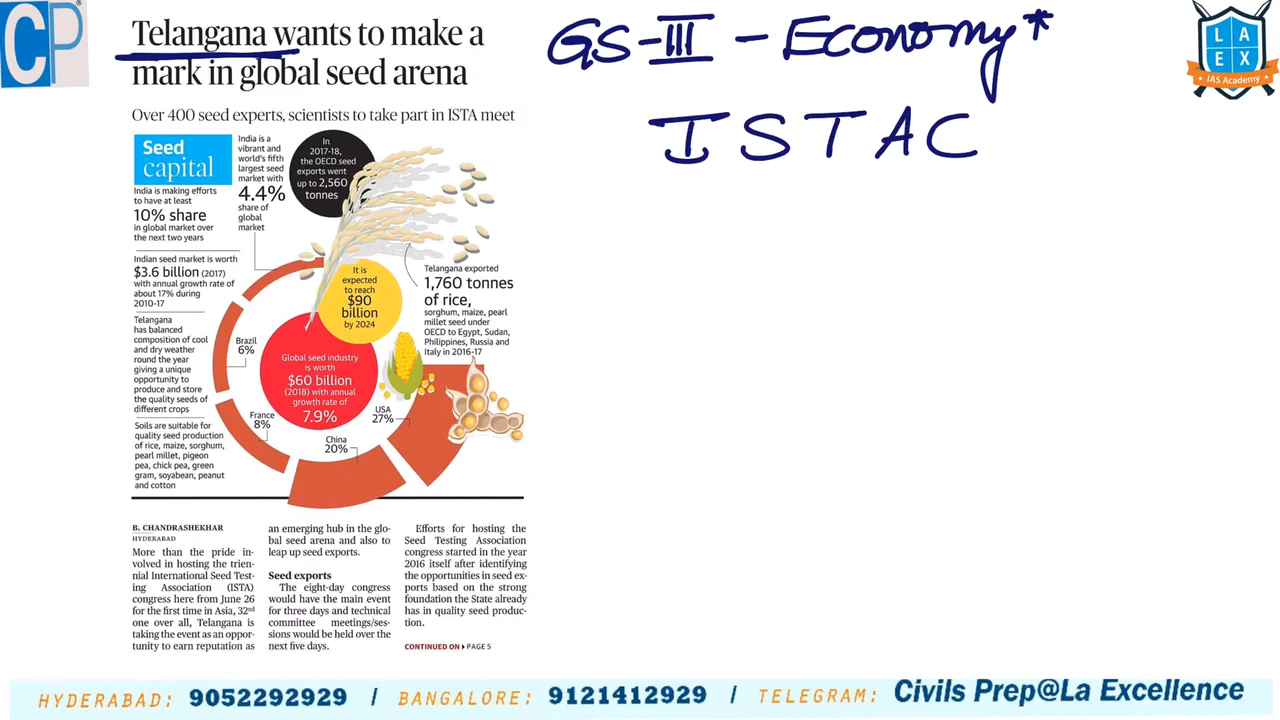 CP
Telangana wants to make a
mark in global seed arena
GS-III - Economy*
ISTAC
L A
E X
IAS Academy
Over 400 seed experts, scientists to take part in ISTA meet
Seed
capital
India is making efforts
to have at least
10% share
in global market over
the next two years
India is a
vibrant and
world's fifth
largest seed
market with
4.4%
share of
global
market
In
2017-18,
the OECD seed
exports went
up to 2,560
tonnes
Indian seed market is worth
$3.6 billion (2017)
with annual growth rate of
about 17% during
2010-17
It is
expected
to reach
$90
billion
by 2024
Telangana exported
1,760 tonnes
of rice,
sorghum, maize, pearl
millet seed under
OECD to Egypt, Sudan,
Philippines, Russia and
Italy in 2016-17
Telangana
has balanced
composition of cool
and dry weather
round the year
giving a unique
opportunity to
produce and store
the quality seeds of
different crops
Brazil
6%
Global seed industry
is worth
$60 billion
(2018) with annual
growth rate of
7.9%
France
8%
China
20%
USA
27%
Soils are suitable for
quality seed production
of rice, maize, sorghum,
pearl millet, pigeon
pea, chick pea, green
gram, soyabean, peanut
and cotton
B. CHANDRASHEKHAR
HYDERABAD
More than the pride in-
volved in hosting the trien-
nial International Seed Test-
ing Association (ISTA)
congress here from June 26
for the first time in Asia, 32nd
one over all, Telangana is
taking the event as an oppor-
tunity to earn reputation as
an emerging hub in the glo-
bal seed arena and also to
leap up seed exports.
Seed exports
The eight-day congress
would have the main event
for three days and technical
committee meetings/ses-
sions would be held over the
next five days.
Efforts for hosting the
Seed Testing Association
congress started in the year
2016 itself after identifying
the opportunities in seed ex-
ports based on the strong
foundation the State already
has in quality seed produc-
tion.
CONTINUED ON ▸ PAGE 5
HYDERABAD: 9052292929 / BANGALORE: 9121412929 / TELEGRAM: Civils Prep@La Excellence